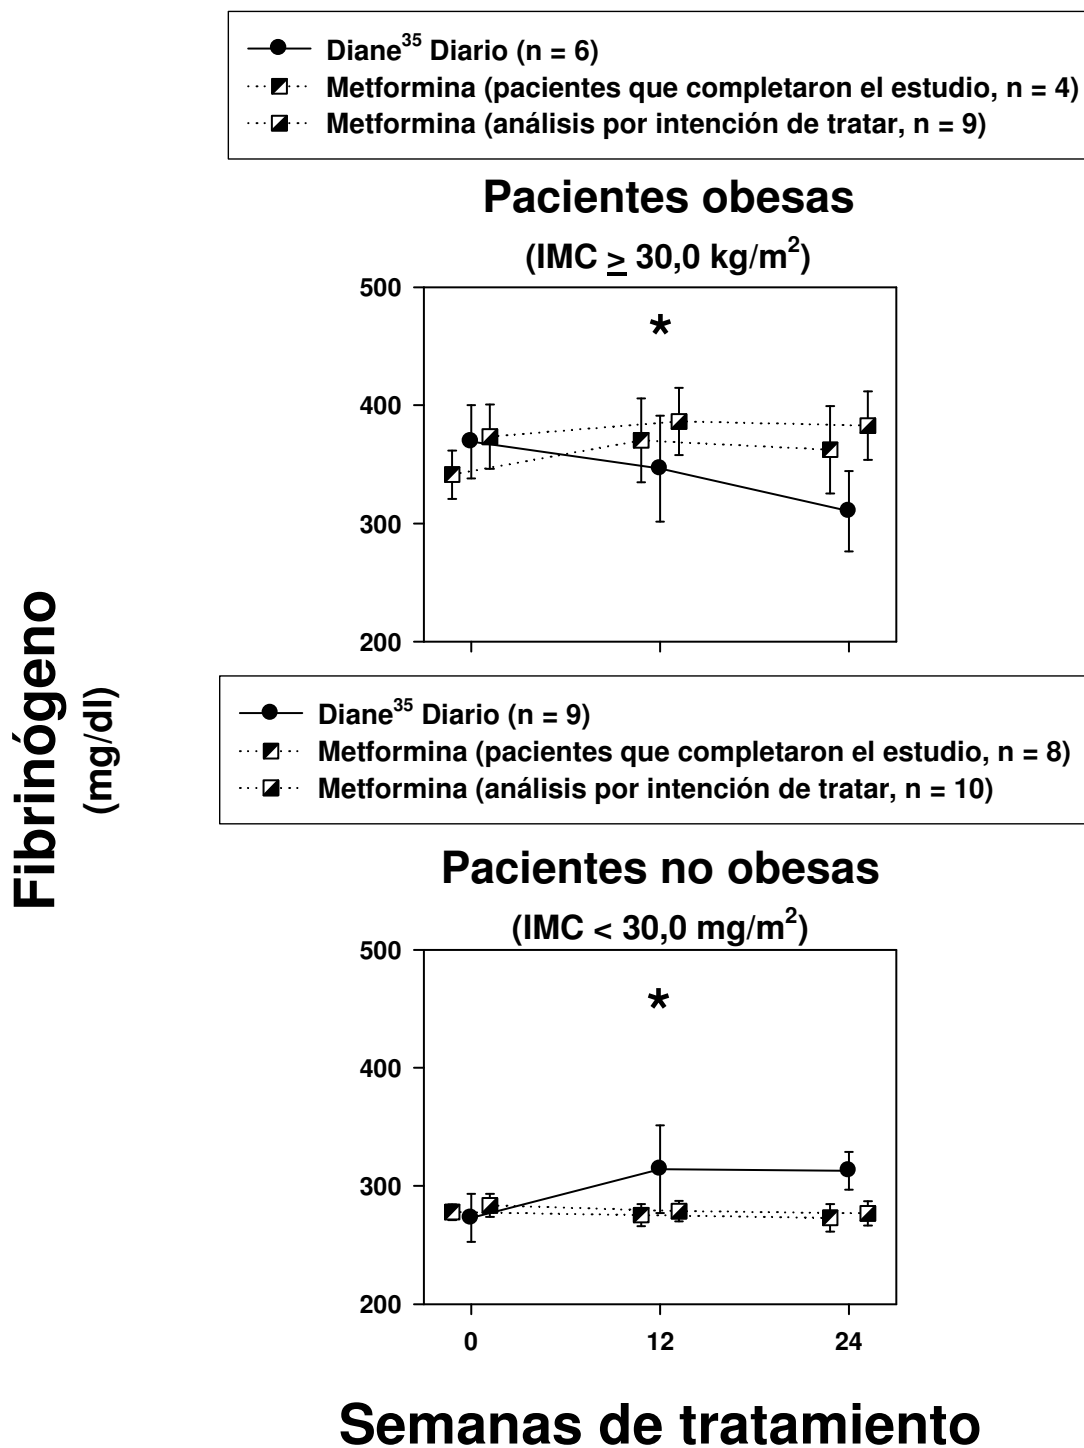 Diane35 Diario (n = 6)
Metformina (pacientes que completaron el estudio, n = 4)
Metformina (análisis por intención de tratar, n = 9)
Pacientes obesas
(IMC ≥ 30,0 kg/m2)
500
*
400
300
200
Fibrinógeno
(mg/dl)
Diane35 Diario (n = 9)
Metformina (pacientes que completaron el estudio, n = 8)
Metformina (análisis por intención de tratar, n = 10)
Pacientes no obesas
(IMC < 30,0 mg/m2)
500
*
400
300
200
0 12 24
Semanas de tratamiento